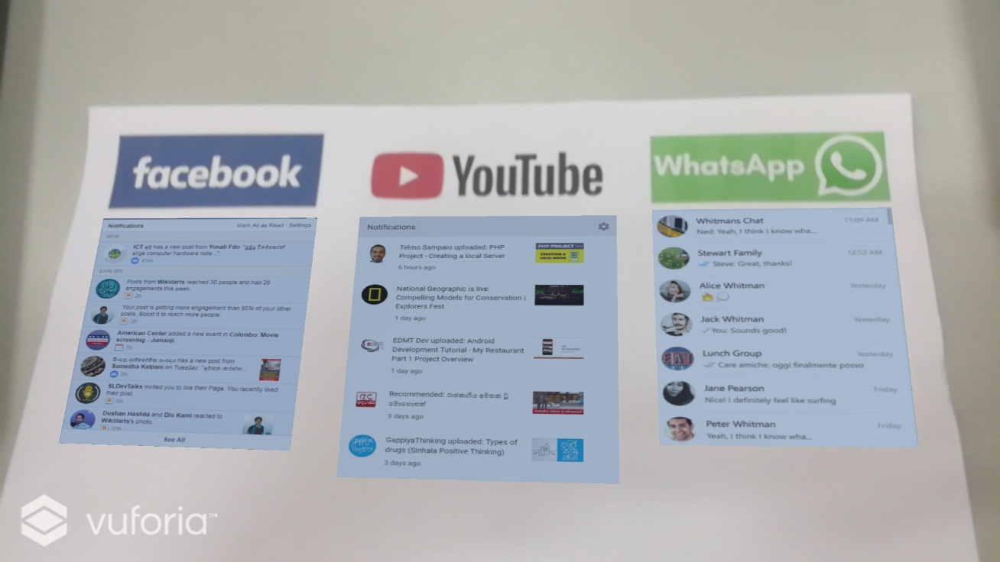 facebook
Notifications
Mark All as Read · Settings
NEW
ICT has a new post from Yonali Fdo: "
sirge computer hardware note..."
45m
EARLIER
Posts from Wikidarts reached 30 people and had 26
engagements this week.
2h
Your post is getting more engagement than 95% of your other
posts. Boost it to reach more people:
5h
American Center added a new event in Colombo: Movie
screening - Jumanji.
7h
has a new post from
Sumedha Kalpani on Tuesday:
8h
SLDevTalks invited you to like their Page. You recently liked
their post.
9h
Dushan Hashila and Dio Kami reacted to
Wikidarts's photo.
See All
YouTube
Notifications
Telmo Sampaio uploaded: PHP
Project - Creating a local Server
6 hours ago
PHP PROJECT
CREATING A
LOCAL SERVER
National Geographic is live:
Compelling Models for Conservation |
Explorers Fest
1 day ago
EDMT Dev uploaded: Android
Development Tutorial - My Restaurant
Part 1 Project Overview
1 day ago
Recommended: රාජකාරිය අමතක වූ
මොහොතක්
3 days ago
GappiyaThinking uploaded: Types of
drugs (Sinhala Positive Thinking)
3 days ago
WhatsApp
Whitmans Chat
11:09 AM
Ned: Yeah, I think I know wha...
Stewart Family
12:52 AM
Steve: Great, thanks!
Alice Whitman
Yesterday
Jack Whitman
Yesterday
You: Sounds good!
Lunch Group
Yesterday
Care amiche, oggi finalmente posso
EAT
Jane Pearson
Friday
Nice! I definitely feel like surfing
Peter Whitman
Friday
Yeah, I think I know wha...
vuforia™